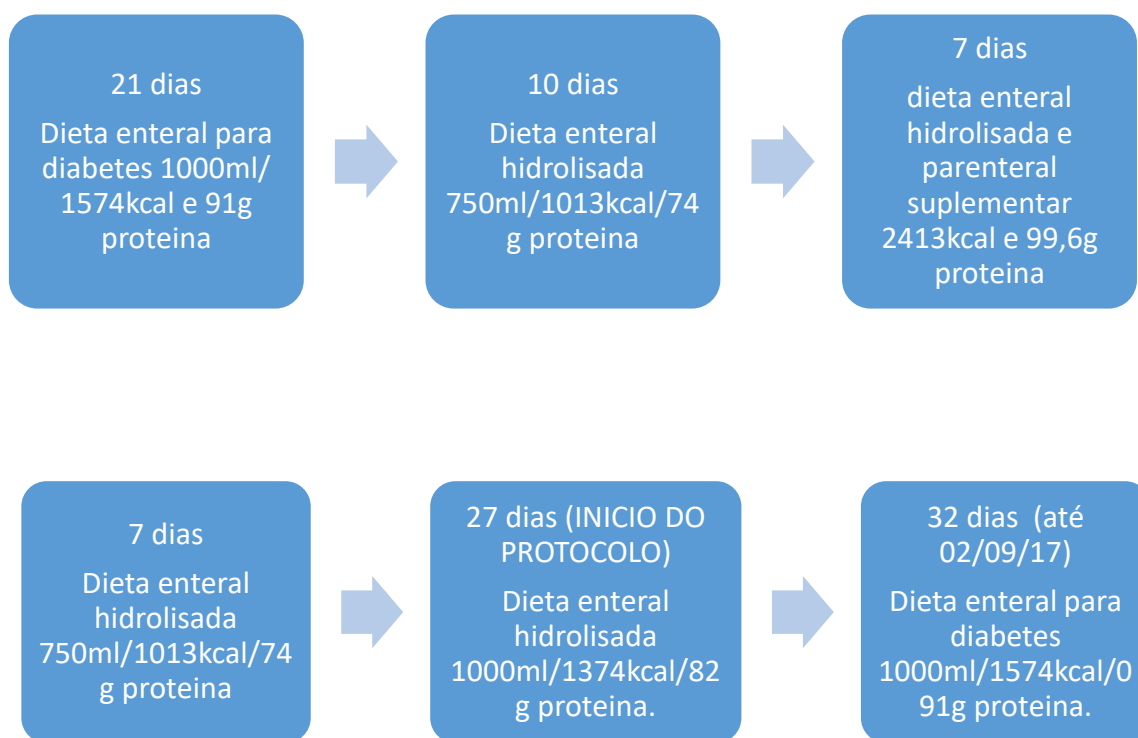 21 dias
Dieta enteral para
diabetes 1000ml/
1574kcal e 91g
proteina
10 dias
Dieta enteral
hidrolisada
750ml/1013kcal/74
g proteina
7 dias
dieta enteral
hidrolisada e
parenteral
suplementar
2413kcal e 99,6g
proteina
7 dias
Dieta enteral
hidrolisada
750ml/1013kcal/74
g proteina
27 dias (INICIO DO
PROTOCOLO)
Dieta enteral
hidrolisada
1000ml/1374kcal/82
g proteina.
32 dias (até
02/09/17)
Dieta enteral para
diabetes
1000ml/1574kcal/0
91g proteina.